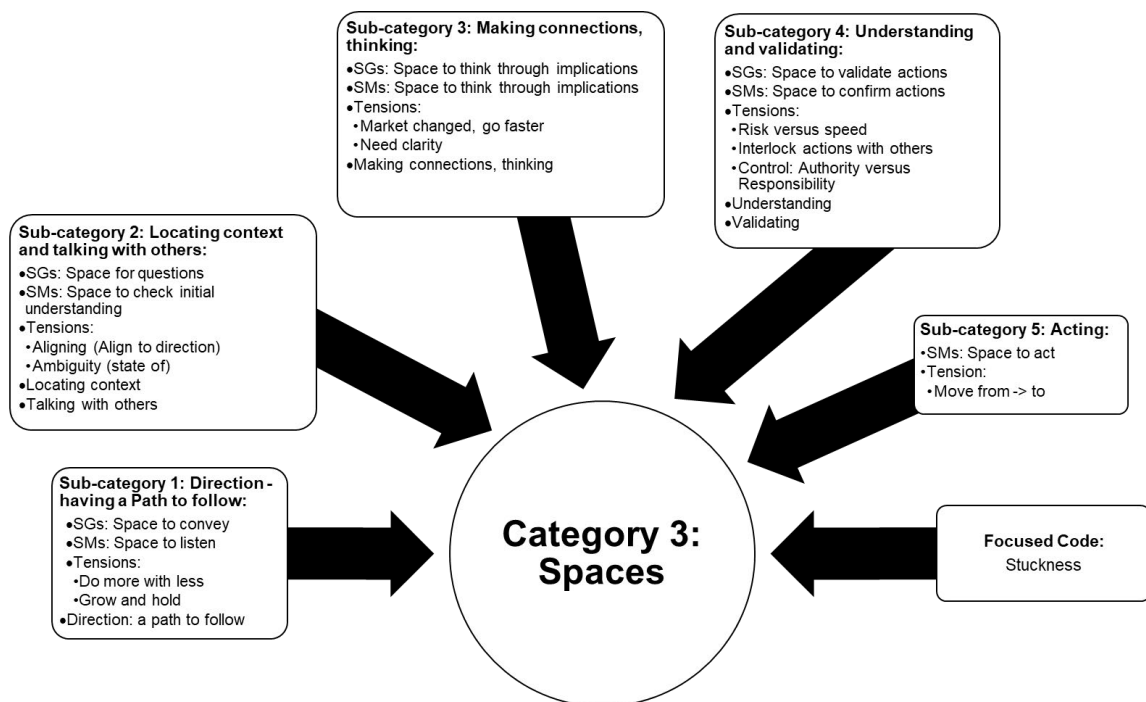 Sub-category 1: Direction -
having a Path to follow:
●SGs: Space to convey
●SMs: Space to listen
●Tensions:
•Do more with less
•Grow and hold
●Direction: a path to follow
Sub-category 2: Locating context
and talking with others:
●SGs: Space for questions
●SMs: Space to check initial
understanding
●Tensions:
•Aligning (Align to direction)
•Ambiguity (state of)
●Locating context
●Talking with others
Sub-category 3: Making connections,
thinking:
●SGs: Space to think through implications
●SMs: Space to think through implications
●Tensions:
•Market changed, go faster
•Need clarity
●Making connections, thinking
Sub-category 4: Understanding
and validating:
●SGs: Space to validate actions
●SMs: Space to confirm actions
●Tensions:
•Risk versus speed
•Interlock actions with others
•Control: Authority versus
Responsibility
●Understanding
●Validating
Sub-category 5: Acting:
•SMs: Space to act
•Tension:
•Move from -> to
Focused Code:
Stuckness
Category 3:
Spaces